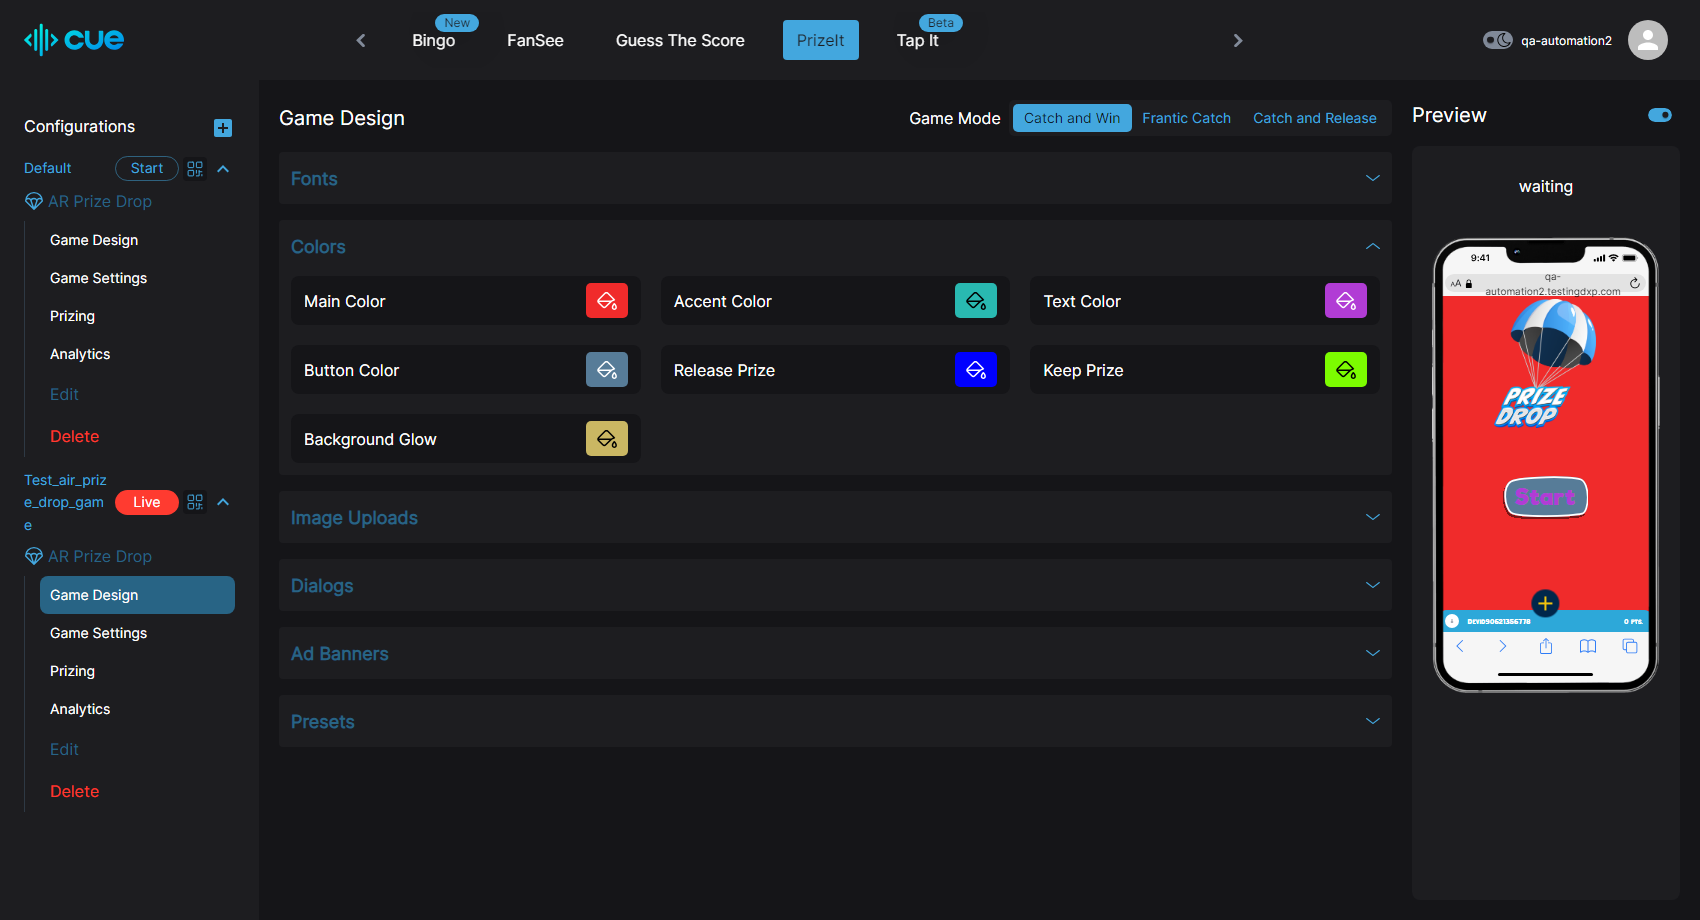 cue
New
Bingo
FanSee
Guess The Score
PrizeIt
Beta
Tap It
qa-automation2
Configurations
Default
Start
AR Prize Drop
Game Design
Game Settings
Prizing
Analytics
Edit
Delete
Test_air_priz
e_drop_gam
e
Live
AR Prize Drop
Game Design
Game Settings
Prizing
Analytics
Edit
Delete
Game Design
Game Mode
Catch and Win
Frantic Catch
Catch and Release
Fonts
Colors
Main Color
Accent Color
Text Color
Button Color
Release Prize
Keep Prize
Background Glow
Image Uploads
Dialogs
Ad Banners
Presets
Preview
waiting
9:41
AA
qa-
automation2.testingdxp.com
PRIZE
DROP
Start
0 PTS.